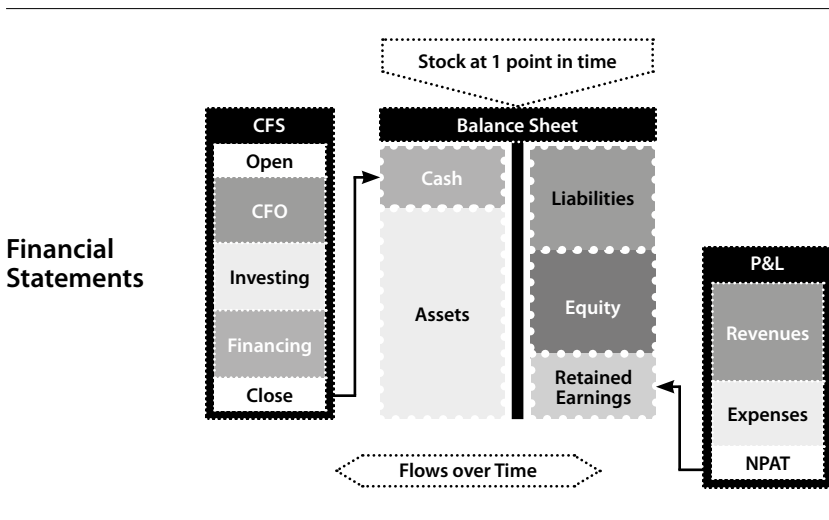 Stock at 1 point in time
CFS
Open
CFO
Investing
Financing
Close
Balance Sheet
Cash
Assets
Liabilities
Equity
Retained
Earnings
Financial
Statements
P&L
Revenues
Expenses
NPAT
Flows over Time